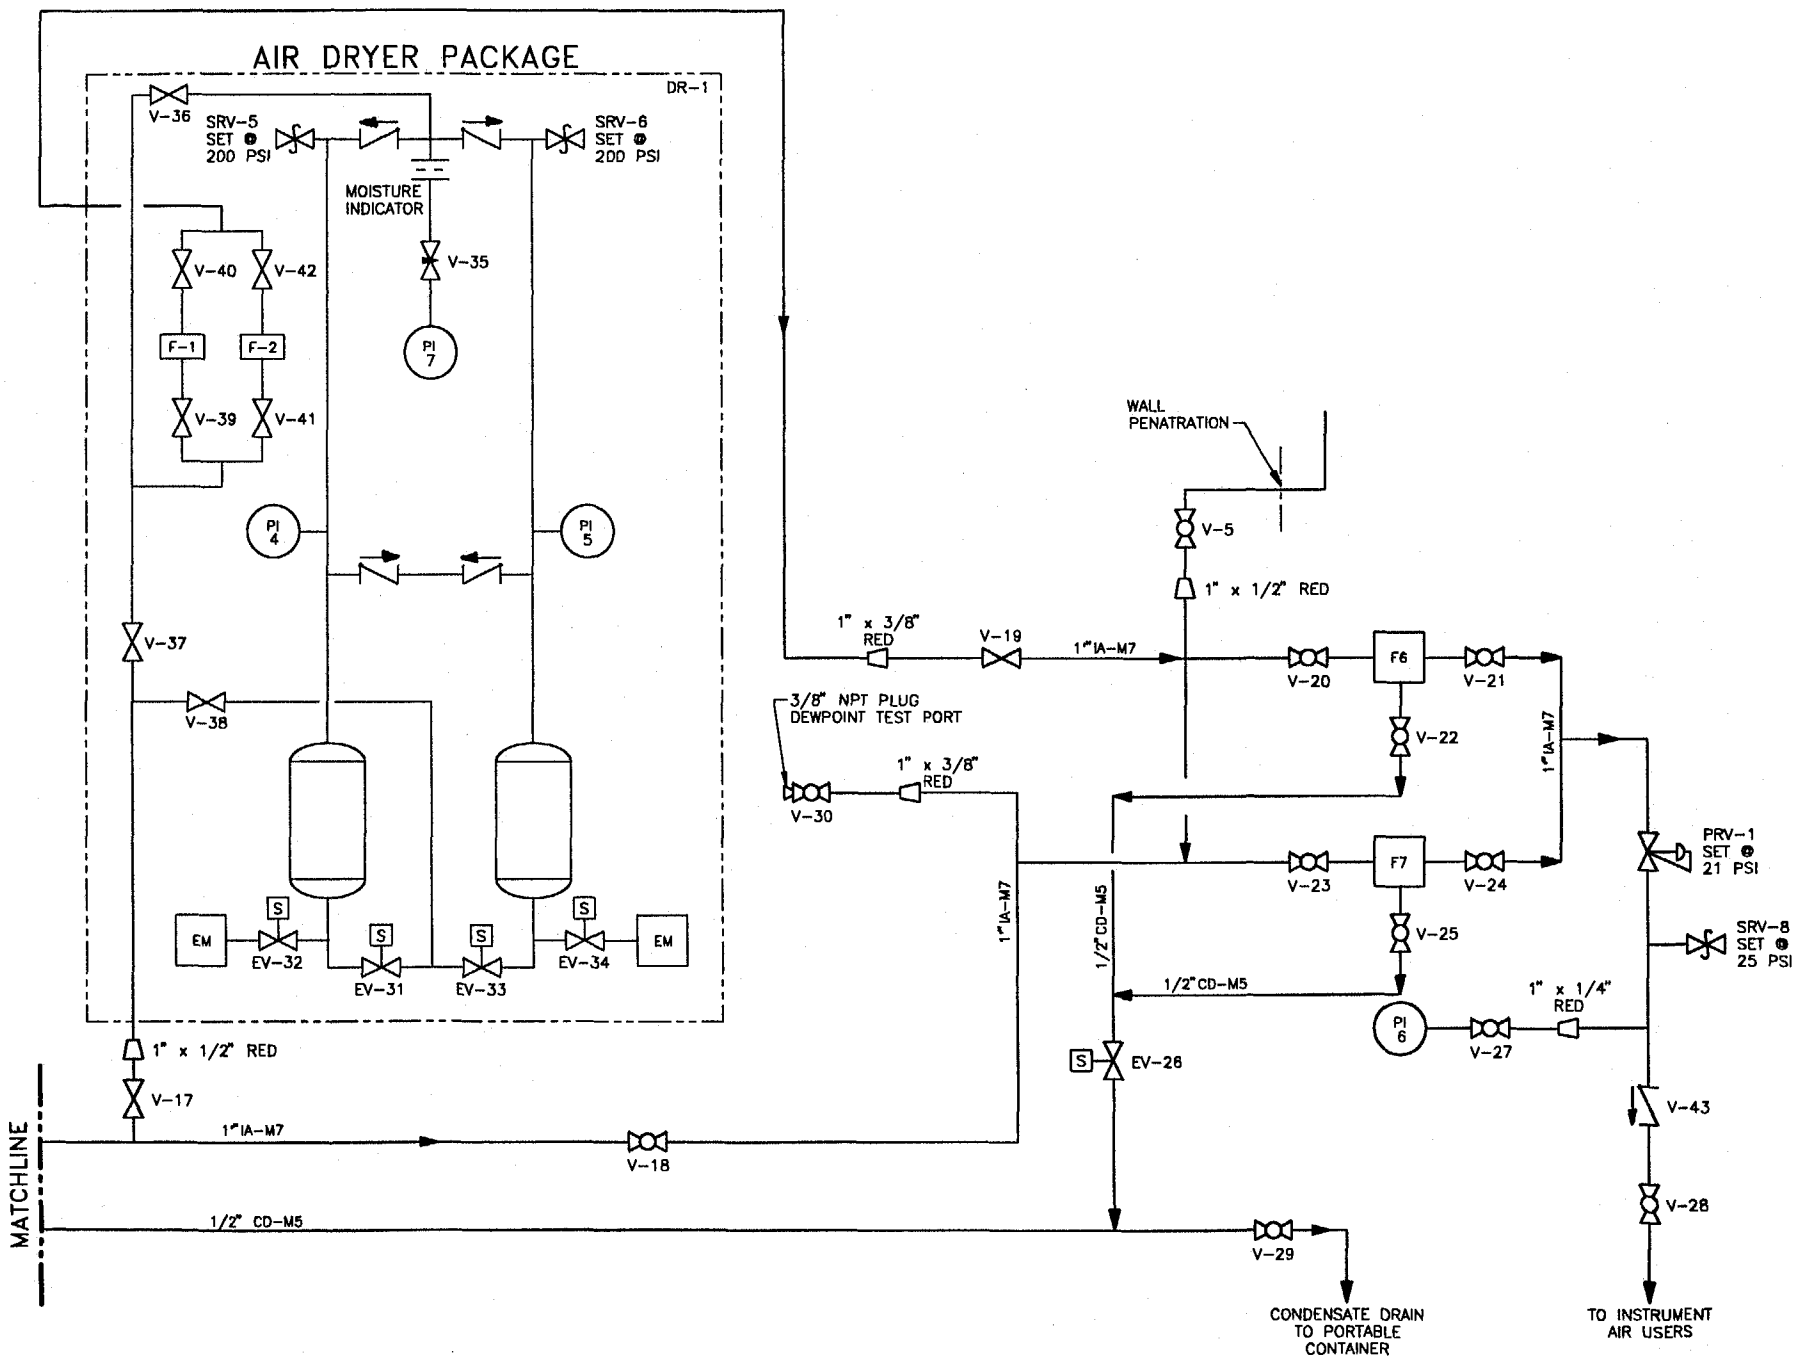 AIR DRYER PACKAGE
DR-1
V-36
SRV-5
SET @
200 PSI
SRV-6
SET @
200 PSI
MOISTURE
INDICATOR
V-40
V-42
V-35
F-1
F-2
PI
7
V-39
V-41
WALL
PENATRATION
PI
4
PI
5
V-5
1" x 1/2" RED
V-37
1" x 3/8"
RED
V-19
1" IA-M7
V-20
F6
V-21
V-38
3/8" NPT PLUG
DEWPOINT TEST PORT
V-22
1" IA-M7
1" x 3/8"
RED
V-30
PRV-1
SET @
21 PSI
V-23
F7
V-24
1" IA-M7
1/2" CD-M5
S
S
S
S
EM
EM
EV-32
EV-31
EV-33
EV-34
V-25
SRV-8
SET @
25 PSI
1/2" CD-M5
1" x 1/4"
RED
PI
6
V-27
1" x 1/2" RED
S
EV-26
V-17
V-43
MATCHLINE
1" IA-M7
V-18
1/2" CD-M5
V-29
V-28
CONDENSATE DRAIN
TO PORTABLE
CONTAINER
TO INSTRUMENT
AIR USERS